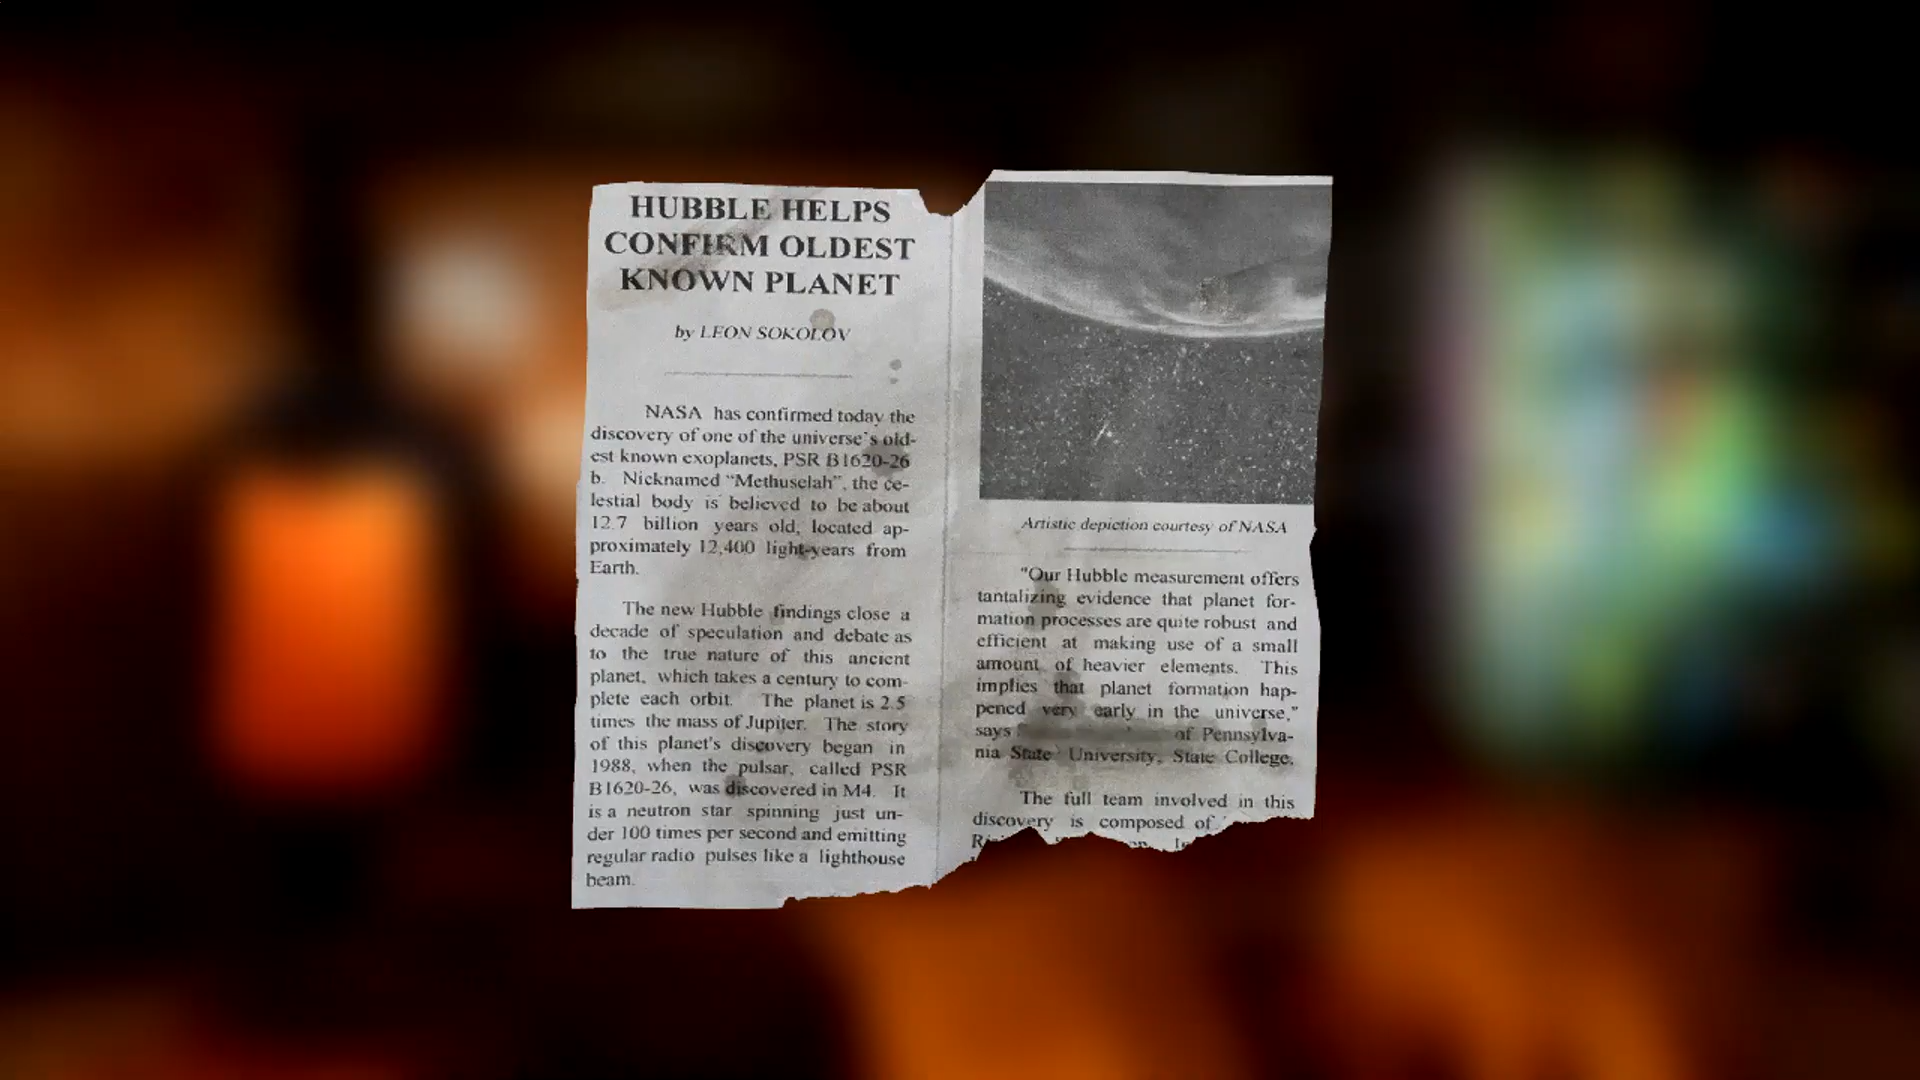 HUBBLE HELPS
CONFIRM OLDEST
KNOWN PLANET
by LEON SOKOLOV
NASA has confirmed today the
discovery of one of the universe's old-
est known exoplanets, PSR B1620-26
b. Nicknamed "Methuselah", the ce-
lestial body is believed to be about
12.7 billion years old, located ap-
proximately 12,400 light-years from
Earth.
The new Hubble findings close a
decade of speculation and debate as
to the true nature of this ancient
planet, which takes a century to com-
plete each orbit. The planet is 2.5
times the mass of Jupiter. The story
of this planet's discovery began in
1988, when the pulsar, called PSR
B1620-26, was discovered in M4. It
is a neutron star spinning just un-
der 100 times per second and emitting
regular radio pulses like a lighthouse
beam.
Artistic depiction courtesy of NASA
"Our Hubble measurement offers
tantalizing evidence that planet for-
mation processes are quite robust and
efficient at making use of a small
amount of heavier elements. This
implies that planet formation hap-
pened very early in the universe,"
says of Pennsylva-
nia State University, State College.
The full team involved in this
discovery is composed of